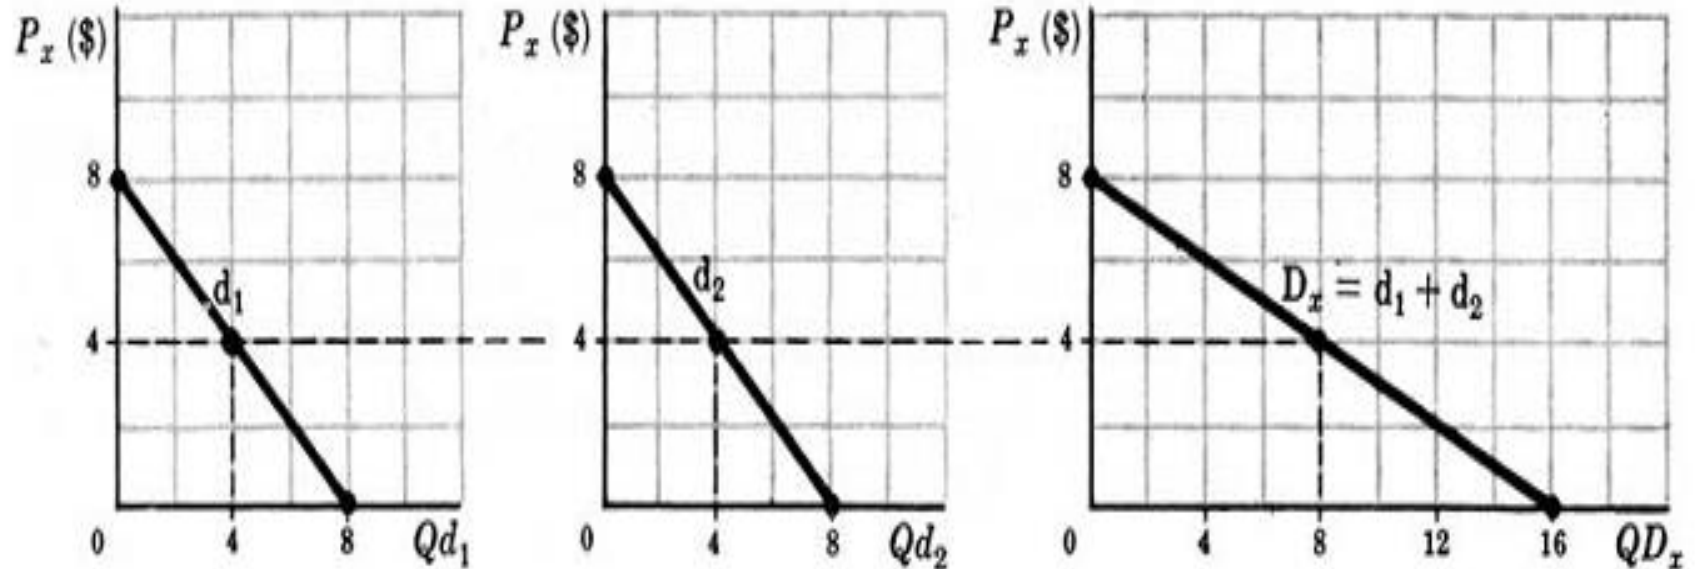 Pₓ ($)
8
d₁
4
0 4 8 Qd₁
Pₓ ($)
8
d₂
4
0 4 8 Qd₂
Pₓ ($)
8
Dₓ = d₁ + d₂
4
0 4 8 12 16 QDₓ